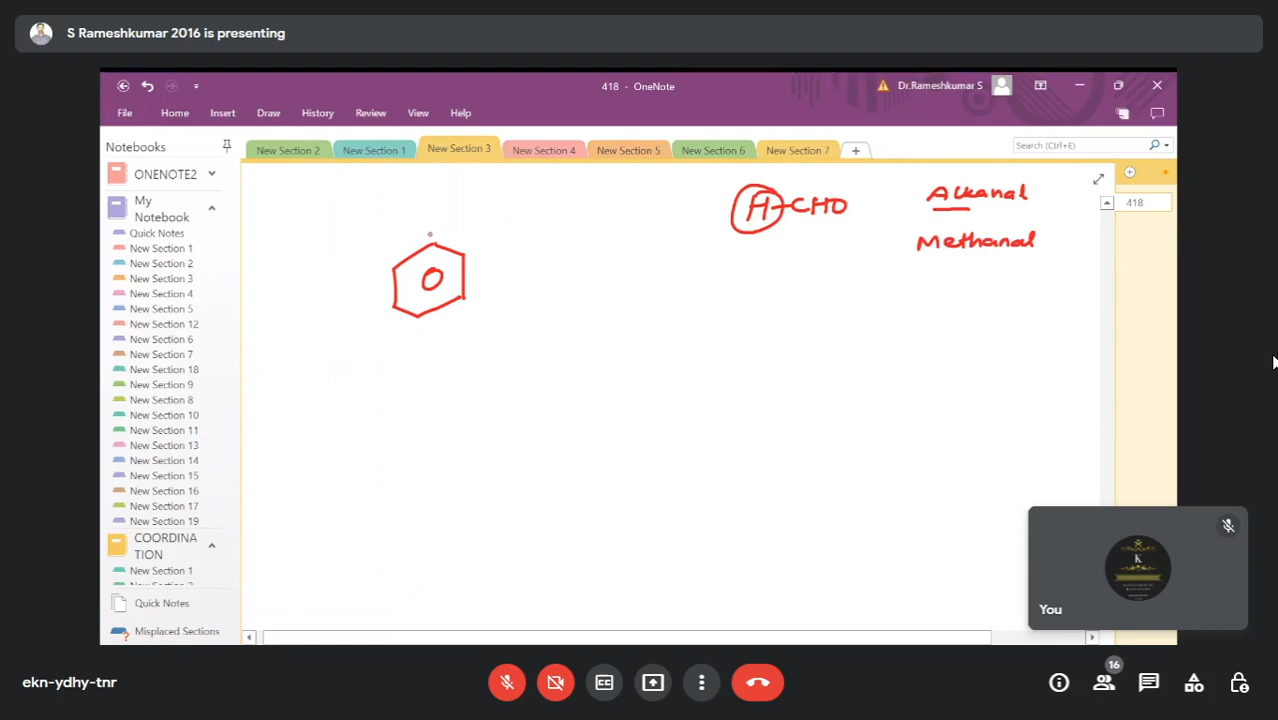 S Rameshkumar 2016 is presenting
418 - OneNote
Dr.Rameshkumar S
File Home Insert Draw History Review View Help
Notebooks
New Section 2 New Section 1 New Section 3 New Section 4 New Section 5 New Section 6 New Section 7 +
Search (Ctrl+E)
ONENOTE2
My
Notebook
Quick Notes
New Section 1
New Section 2
New Section 3
New Section 4
New Section 5
New Section 12
New Section 6
New Section 7
New Section 18
New Section 9
New Section 8
New Section 10
New Section 11
New Section 13
New Section 14
New Section 15
New Section 16
New Section 17
New Section 19
COORDINA
TION
New Section 1
Quick Notes
Misplaced Sections
H-CHO
Alkanal
Methanal
418
K
You
ekn-ydhy-tnr
CC
16